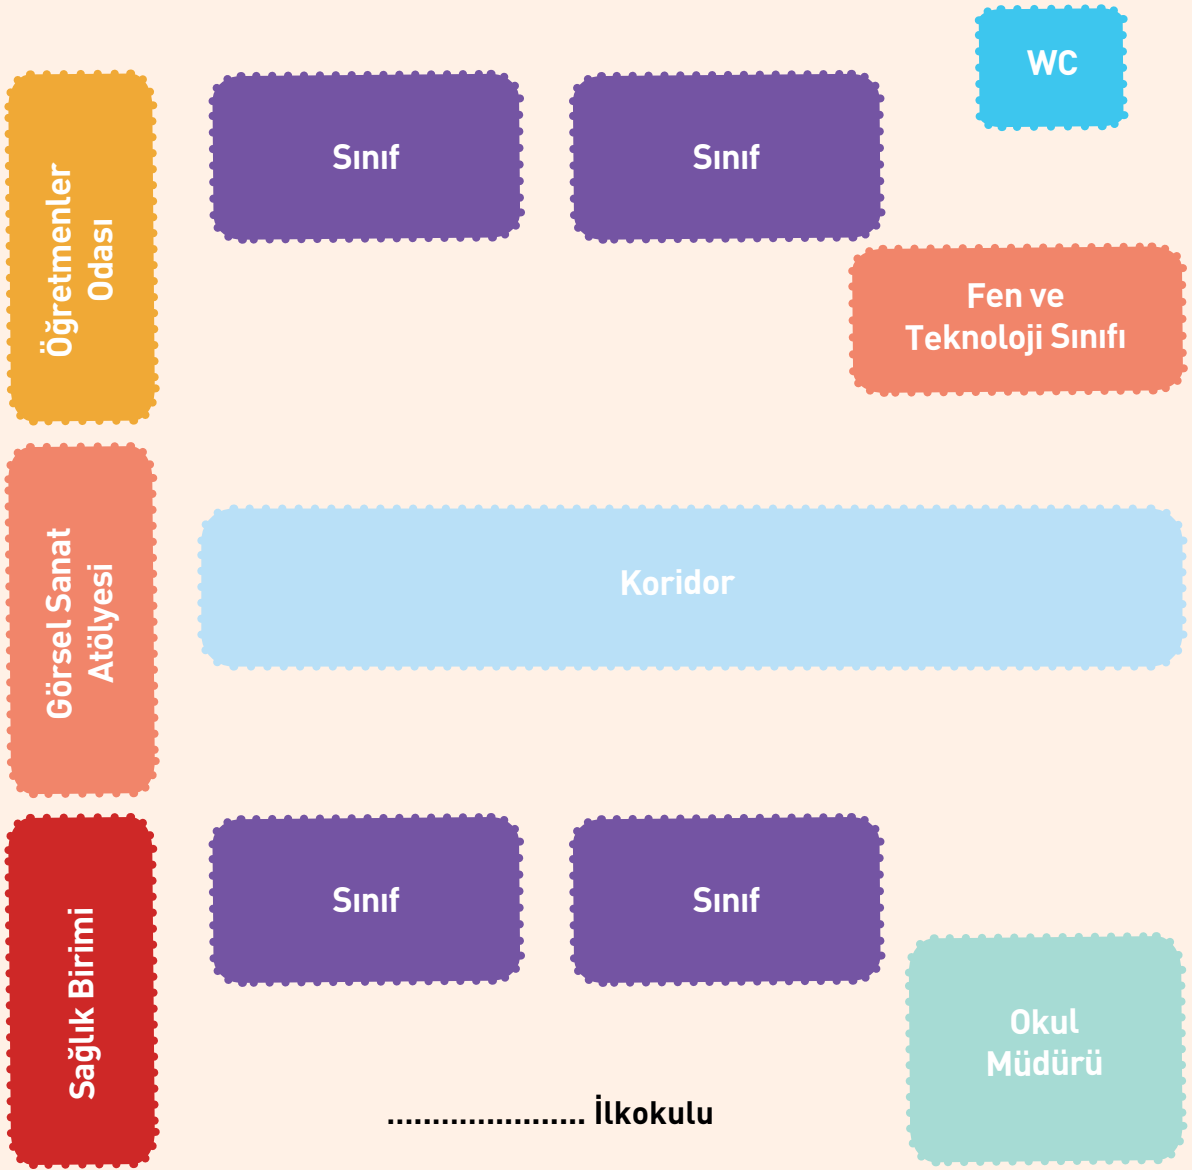 WC
Sınıf
Sınıf
Öğretmenler
Odası
Fen ve
Teknoloji Sınıfı
Görsel Sanat
Atölyesi
Koridor
Sınıf
Sınıf
Sağlık Birimi
Okul
Müdürü
...................... İlkokulu